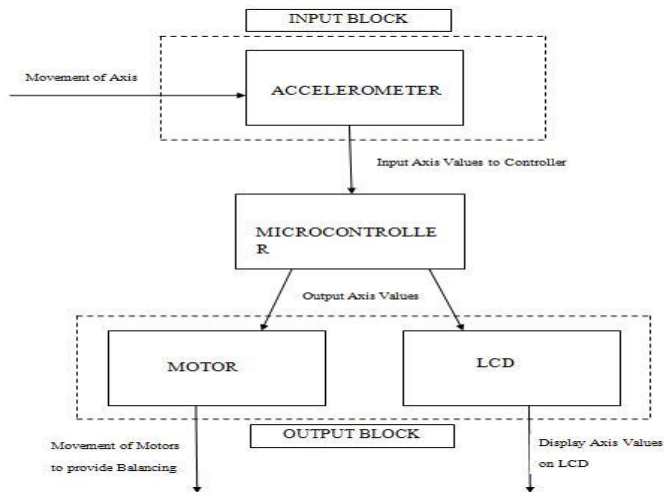 INPUT BLOCK
Movement of Axis
ACCELEROMETER
Input Axis Values to Controller
MICROCONTROLLE
R
Output Axis Values
MOTOR
LCD
OUTPUT BLOCK
Movement of Motors
to provide Balancing
Display Axis Values
on LCD